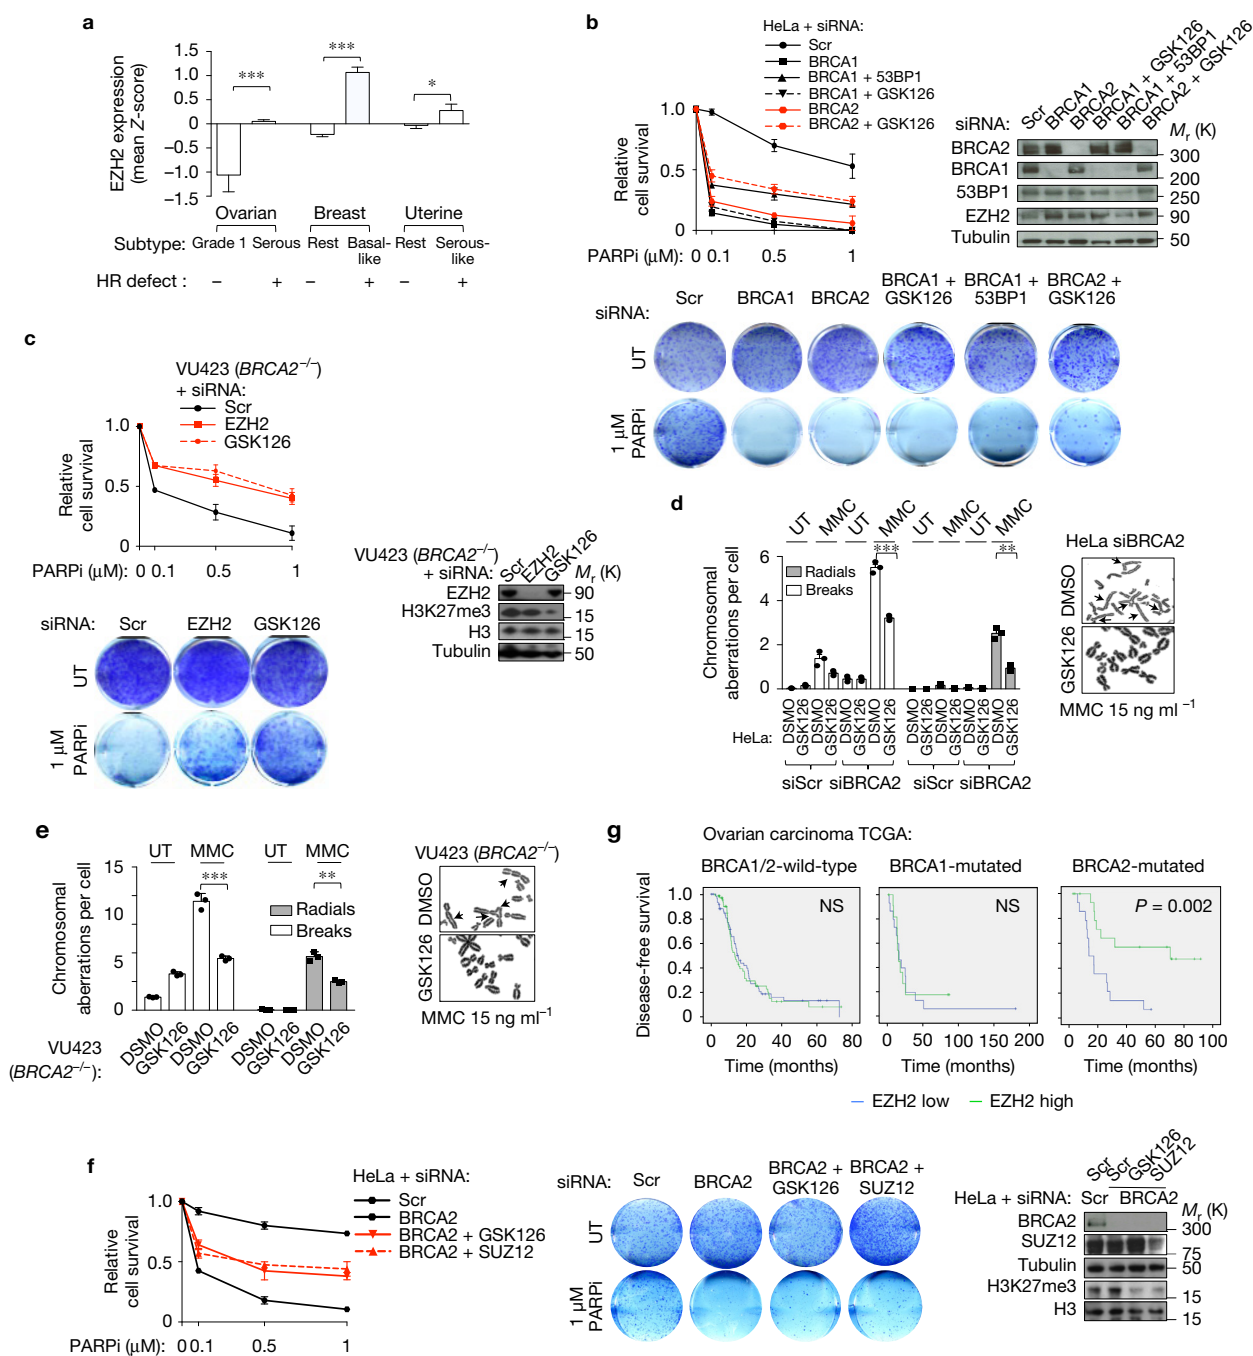 a
EZH2 expression
(mean Z-score)
1.5
1.0
0.5
0
−0.5
−1.0
−1.5
***
***
*
Ovarian Breast Uterine
Subtype: Grade 1 Serous Rest Basal-like Rest Serous-like
HR defect : − + − + − +
b
HeLa + siRNA:
Scr
BRCA1
BRCA1 + 53BP1
BRCA1 + GSK126
BRCA2
BRCA2 + GSK126
Relative
cell survival
1.0
0.5
0
PARPi (μM): 0 0.1 0.5 1
siRNA: Scr BRCA1 BRCA2 BRCA1 + GSK126 BRCA1 + 53BP1 BRCA2 + GSK126
Mr (K)
BRCA2 300
BRCA1 200
53BP1 250
EZH2 90
Tubulin 50
siRNA: Scr BRCA1 BRCA2 BRCA1 + GSK126 BRCA1 + 53BP1 BRCA2 + GSK126
UT
1 μM
PARPi
c
VU423 (BRCA2−/−)
+ siRNA:
Scr
EZH2
GSK126
Relative
cell survival
1.0
0.5
0
PARPi (μM): 0 0.1 0.5 1
VU423 (BRCA2−/−)
+ siRNA: Scr EZH2 GSK126 Mr (K)
EZH2 90
H3K27me3 15
H3 15
Tubulin 50
siRNA: Scr EZH2 GSK126
UT
1 μM
PARPi
d
UT MMC UT MMC UT MMC UT MMC
Chromosomal
aberrations per cell
6
4
2
0
Radials
Breaks
***
**
HeLa: DSMO GSK126 DSMO GSK126 DSMO GSK126 DSMO GSK126 DSMO GSK126 DSMO GSK126
siScr siBRCA2 siScr siBRCA2
HeLa siBRCA2
DMSO
GSK126
MMC 15 ng ml −1
e
UT MMC UT MMC
Chromosomal
aberrations per cell
15
10
5
0
***
**
Radials
Breaks
VU423
(BRCA2−/−): DSMO GSK126 DSMO GSK126 DSMO GSK126 DSMO GSK126
VU423 (BRCA2−/−)
DMSO
GSK126
MMC 15 ng ml−1
g
Ovarian carcinoma TCGA:
BRCA1/2-wild-type BRCA1-mutated BRCA2-mutated
Disease-free survival
1.0
0.8
0.6
0.4
0.2
0
NS
NS
P = 0.002
0 20 40 60 80
0 50 100 150 200
0 20 40 60 80 100
Time (months) Time (months) Time (months)
EZH2 low EZH2 high
f
HeLa + siRNA:
Scr
BRCA2
BRCA2 + GSK126
BRCA2 + SUZ12
Relative
cell survival
1.0
0.5
0
PARPi (μM): 0 0.1 0.5 1
siRNA: Scr BRCA2 BRCA2 + GSK126 BRCA2 + SUZ12
UT
1 μM
PARPi
Scr Scr GSK126 SUZ12
HeLa + siRNA: Scr BRCA2
Mr (K)
BRCA2 300
SUZ12 75
Tubulin 50
H3K27me3 15
H3 15